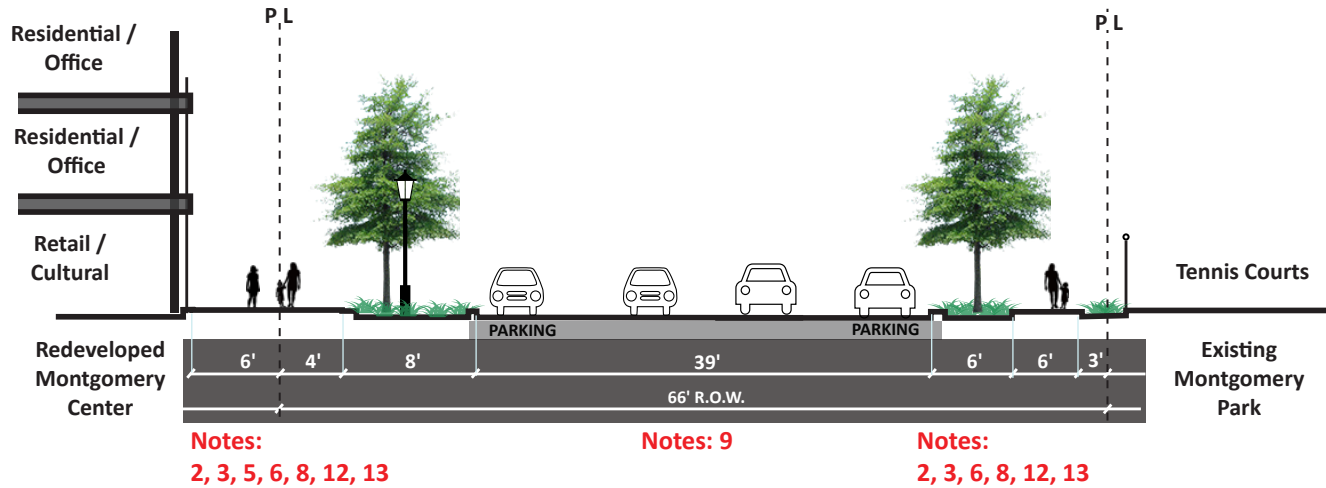 P L
P L
Residential /
Office
Residential /
Office
Retail /
Cultural
Tennis Courts
PARKING
PARKING
Redeveloped
Montgomery
Center
6'
4'
8'
39'
6'
6'
3'
66' R.O.W.
Existing
Montgomery
Park
Notes:
2, 3, 5, 6, 8, 12, 13
Notes: 9
Notes:
2, 3, 6, 8, 12, 13